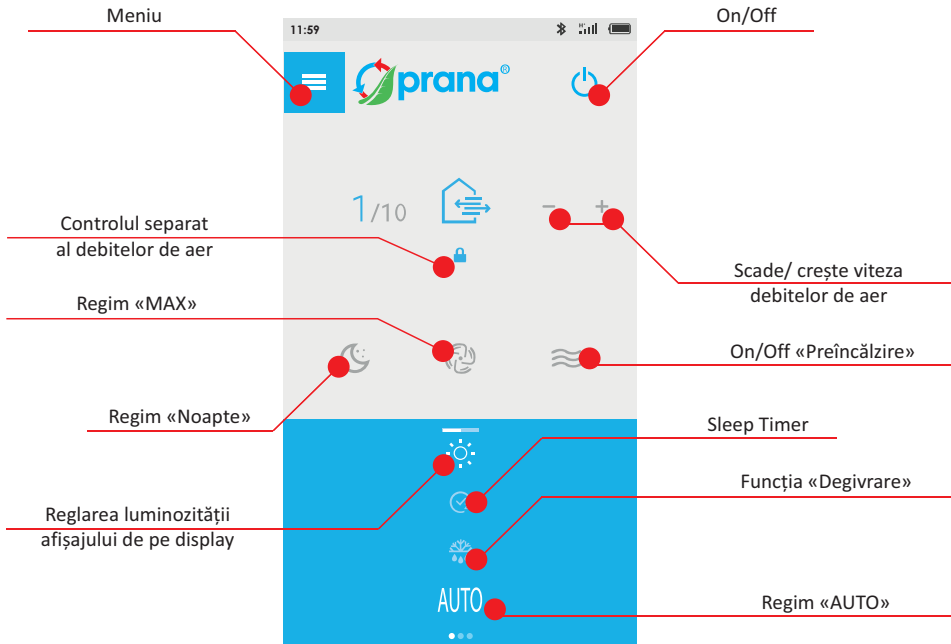 Meniu
On/Off
11:59
prana®
1/10
- +
Controlul separat
al debitelor de aer
Scade/ crește viteza
debitelor de aer
Regim «MAX»
On/Off «Preîncălzire»
Regim «Noapte»
Sleep Timer
Funcția «Degivrare»
Reglarea luminozității
afișajului de pe display
AUTO
Regim «AUTO»